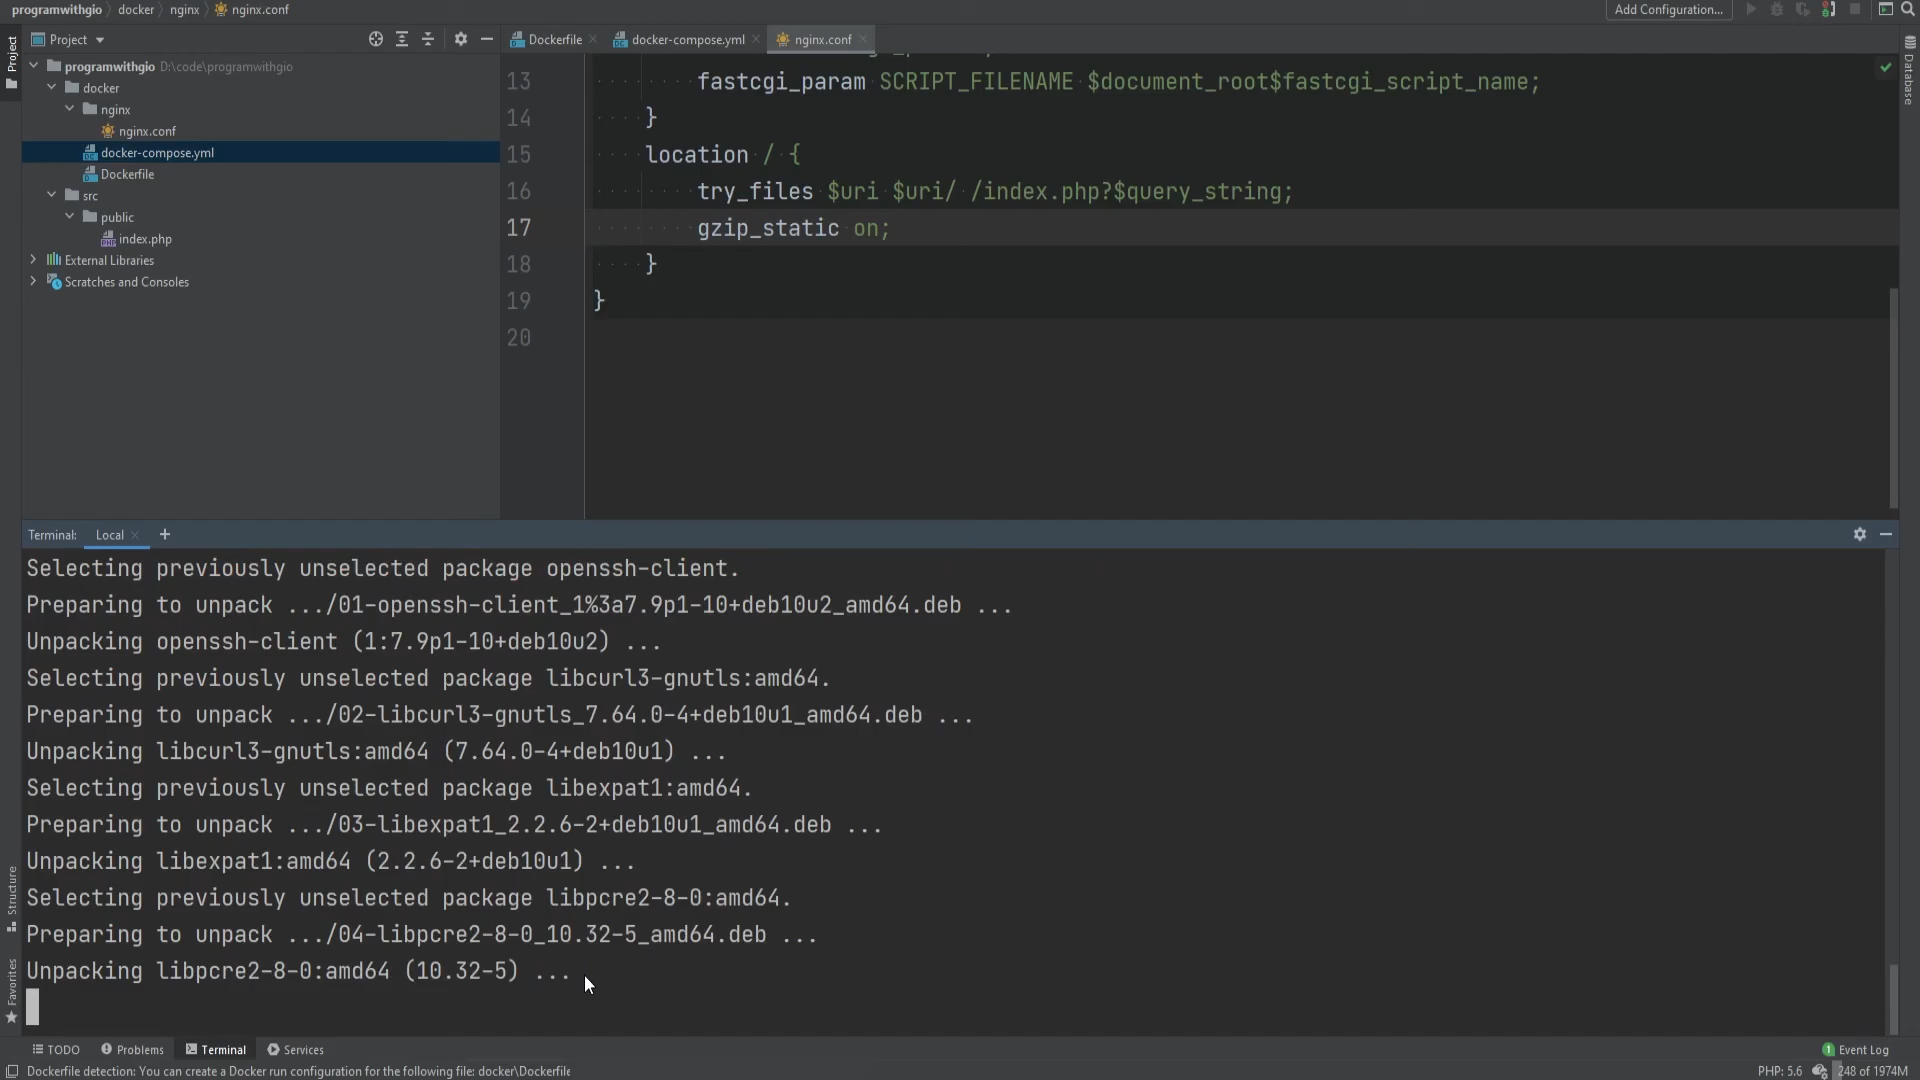 programwithgio docker nginx nginx.conf
Add Configuration...
Project
Project
Dockerfile
docker-compose.yml
nginx.conf
Database
programwithgio D:\code\programwithgio
docker
nginx
nginx.conf
docker-compose.yml
Dockerfile
src
public
index.php
External Libraries
Scratches and Consoles
13 fastcgi_param SCRIPT_FILENAME $document_root$fastcgi_script_name;
14 }
15 location / {
16 try_files $uri $uri/ /index.php?$query_string;
17 gzip_static on;
18 }
19 }
20
Terminal: Local +
Selecting previously unselected package openssh-client.
Preparing to unpack .../01-openssh-client_1%3a7.9p1-10+deb10u2_amd64.deb ...
Unpacking openssh-client (1:7.9p1-10+deb10u2) ...
Selecting previously unselected package libcurl3-gnutls:amd64.
Preparing to unpack .../02-libcurl3-gnutls_7.64.0-4+deb10u1_amd64.deb ...
Unpacking libcurl3-gnutls:amd64 (7.64.0-4+deb10u1) ...
Selecting previously unselected package libexpat1:amd64.
Preparing to unpack .../03-libexpat1_2.2.6-2+deb10u1_amd64.deb ...
Unpacking libexpat1:amd64 (2.2.6-2+deb10u1) ...
Selecting previously unselected package libpcre2-8-0:amd64.
Preparing to unpack .../04-libpcre2-8-0_10.32-5_amd64.deb ...
Unpacking libpcre2-8-0:amd64 (10.32-5) ...
Structure
Favorites
TODO Problems Terminal Services
1 Event Log
Dockerfile detection: You can create a Docker run configuration for the following file: docker\Dockerfile
PHP: 5.6 248 of 1974M